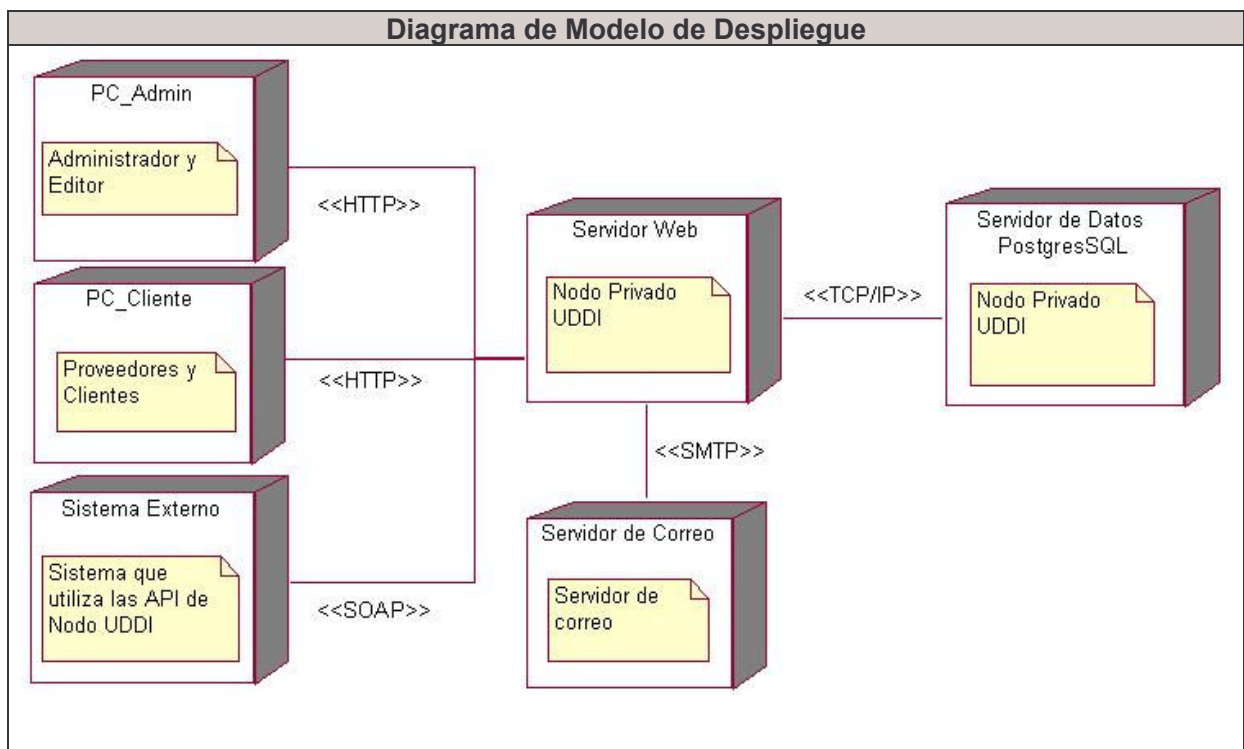 Diagrama de Modelo de Despliegue
PC_Admin
Administrador y
Editor
<<HTTP>>
PC_Cliente
Proveedores y
Clientes
<<HTTP>>
Sistema Externo
Sistema que
utiliza las API de
Nodo UDDI
<<SOAP>>
Servidor Web
Nodo Privado
UDDI
<<TCP/IP>>
Servidor de Datos
PostgresSQL
Nodo Privado
UDDI
<<SMTP>>
Servidor de Correo
Servidor de
correo